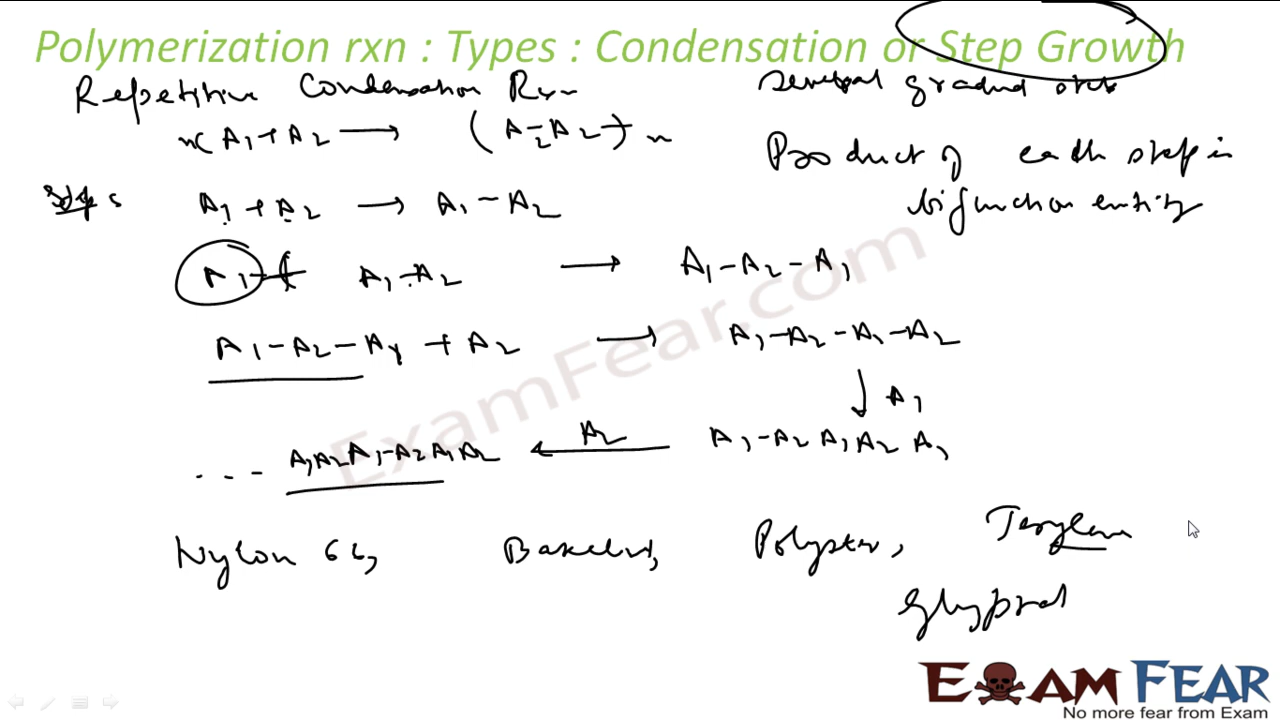 Polymerization rxn : Types : Condensation or Step Growth
Repetitive Condensation Rxn
several gradual steps
n( A1 + A2 → ( A-A2 )n
Product of each step is
bifunction entity
Steps
A1 + A2 → A1 - A2
A1 + A1-A2 → A1-A2-A1
A1-A2-A1 + A2 → A1-A2-A1-A2
↓ A1
... A1A2A1-A2A1A2 ← A2 A1-A2A1A2A1
Nylon 66, Bakelite, Polyster, Terylene
Glyptal
ExamFear.com
EXAM FEAR
No more fear from Exam